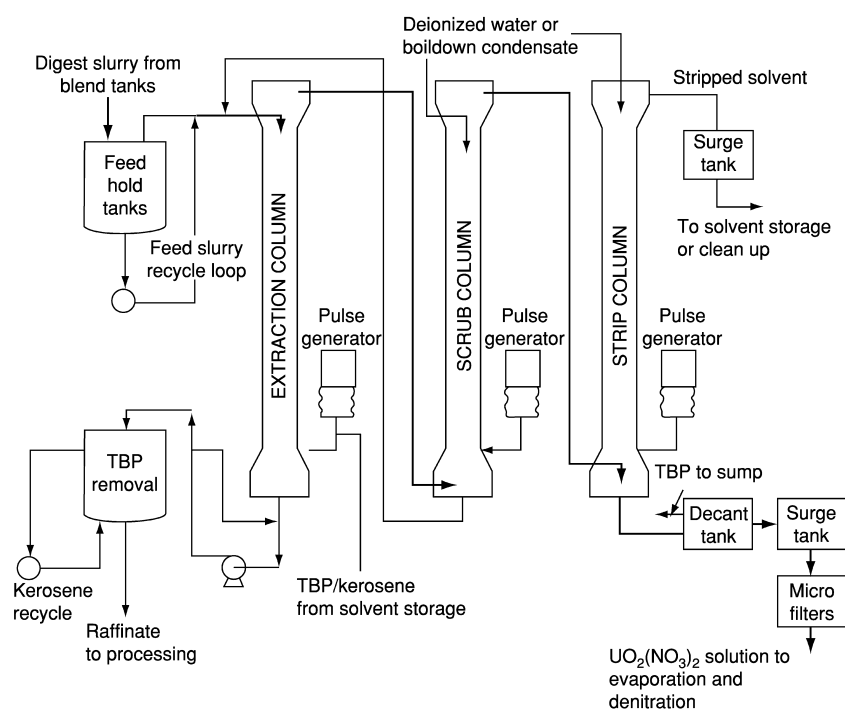 Deionized water or
boildown condensate
Digest slurry from
blend tanks
Stripped solvent
Feed
hold
tanks
Surge
tank
To solvent storage
or clean up
Feed slurry
recycle loop
EXTRACTION COLUMN
SCRUB COLUMN
STRIP COLUMN
Pulse
generator
Pulse
generator
Pulse
generator
TBP
removal
TBP to sump
Decant
tank
Surge
tank
Kerosene
recycle
TBP/kerosene
from solvent storage
Micro
filters
Raffinate
to processing
UO₂(NO₃)₂ solution to
evaporation and
denitration